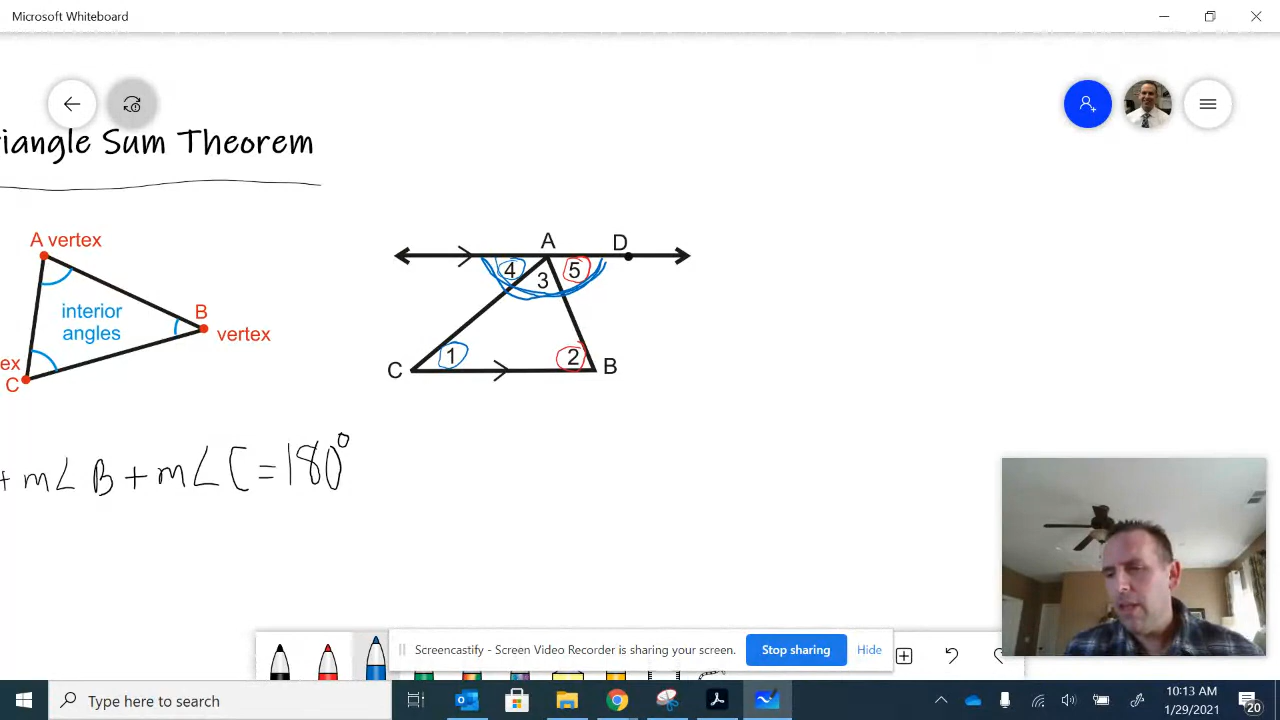 Microsoft Whiteboard
iangle Sum Theorem
A vertex
B
vertex
interior
angles
ex
C
A
D
4
3
5
1
2
C
B
+ m∠ B + m∠ C = 180°
Screencastify - Screen Video Recorder is sharing your screen.
Stop sharing
Hide
Type here to search
10:13 AM
1/29/2021
20